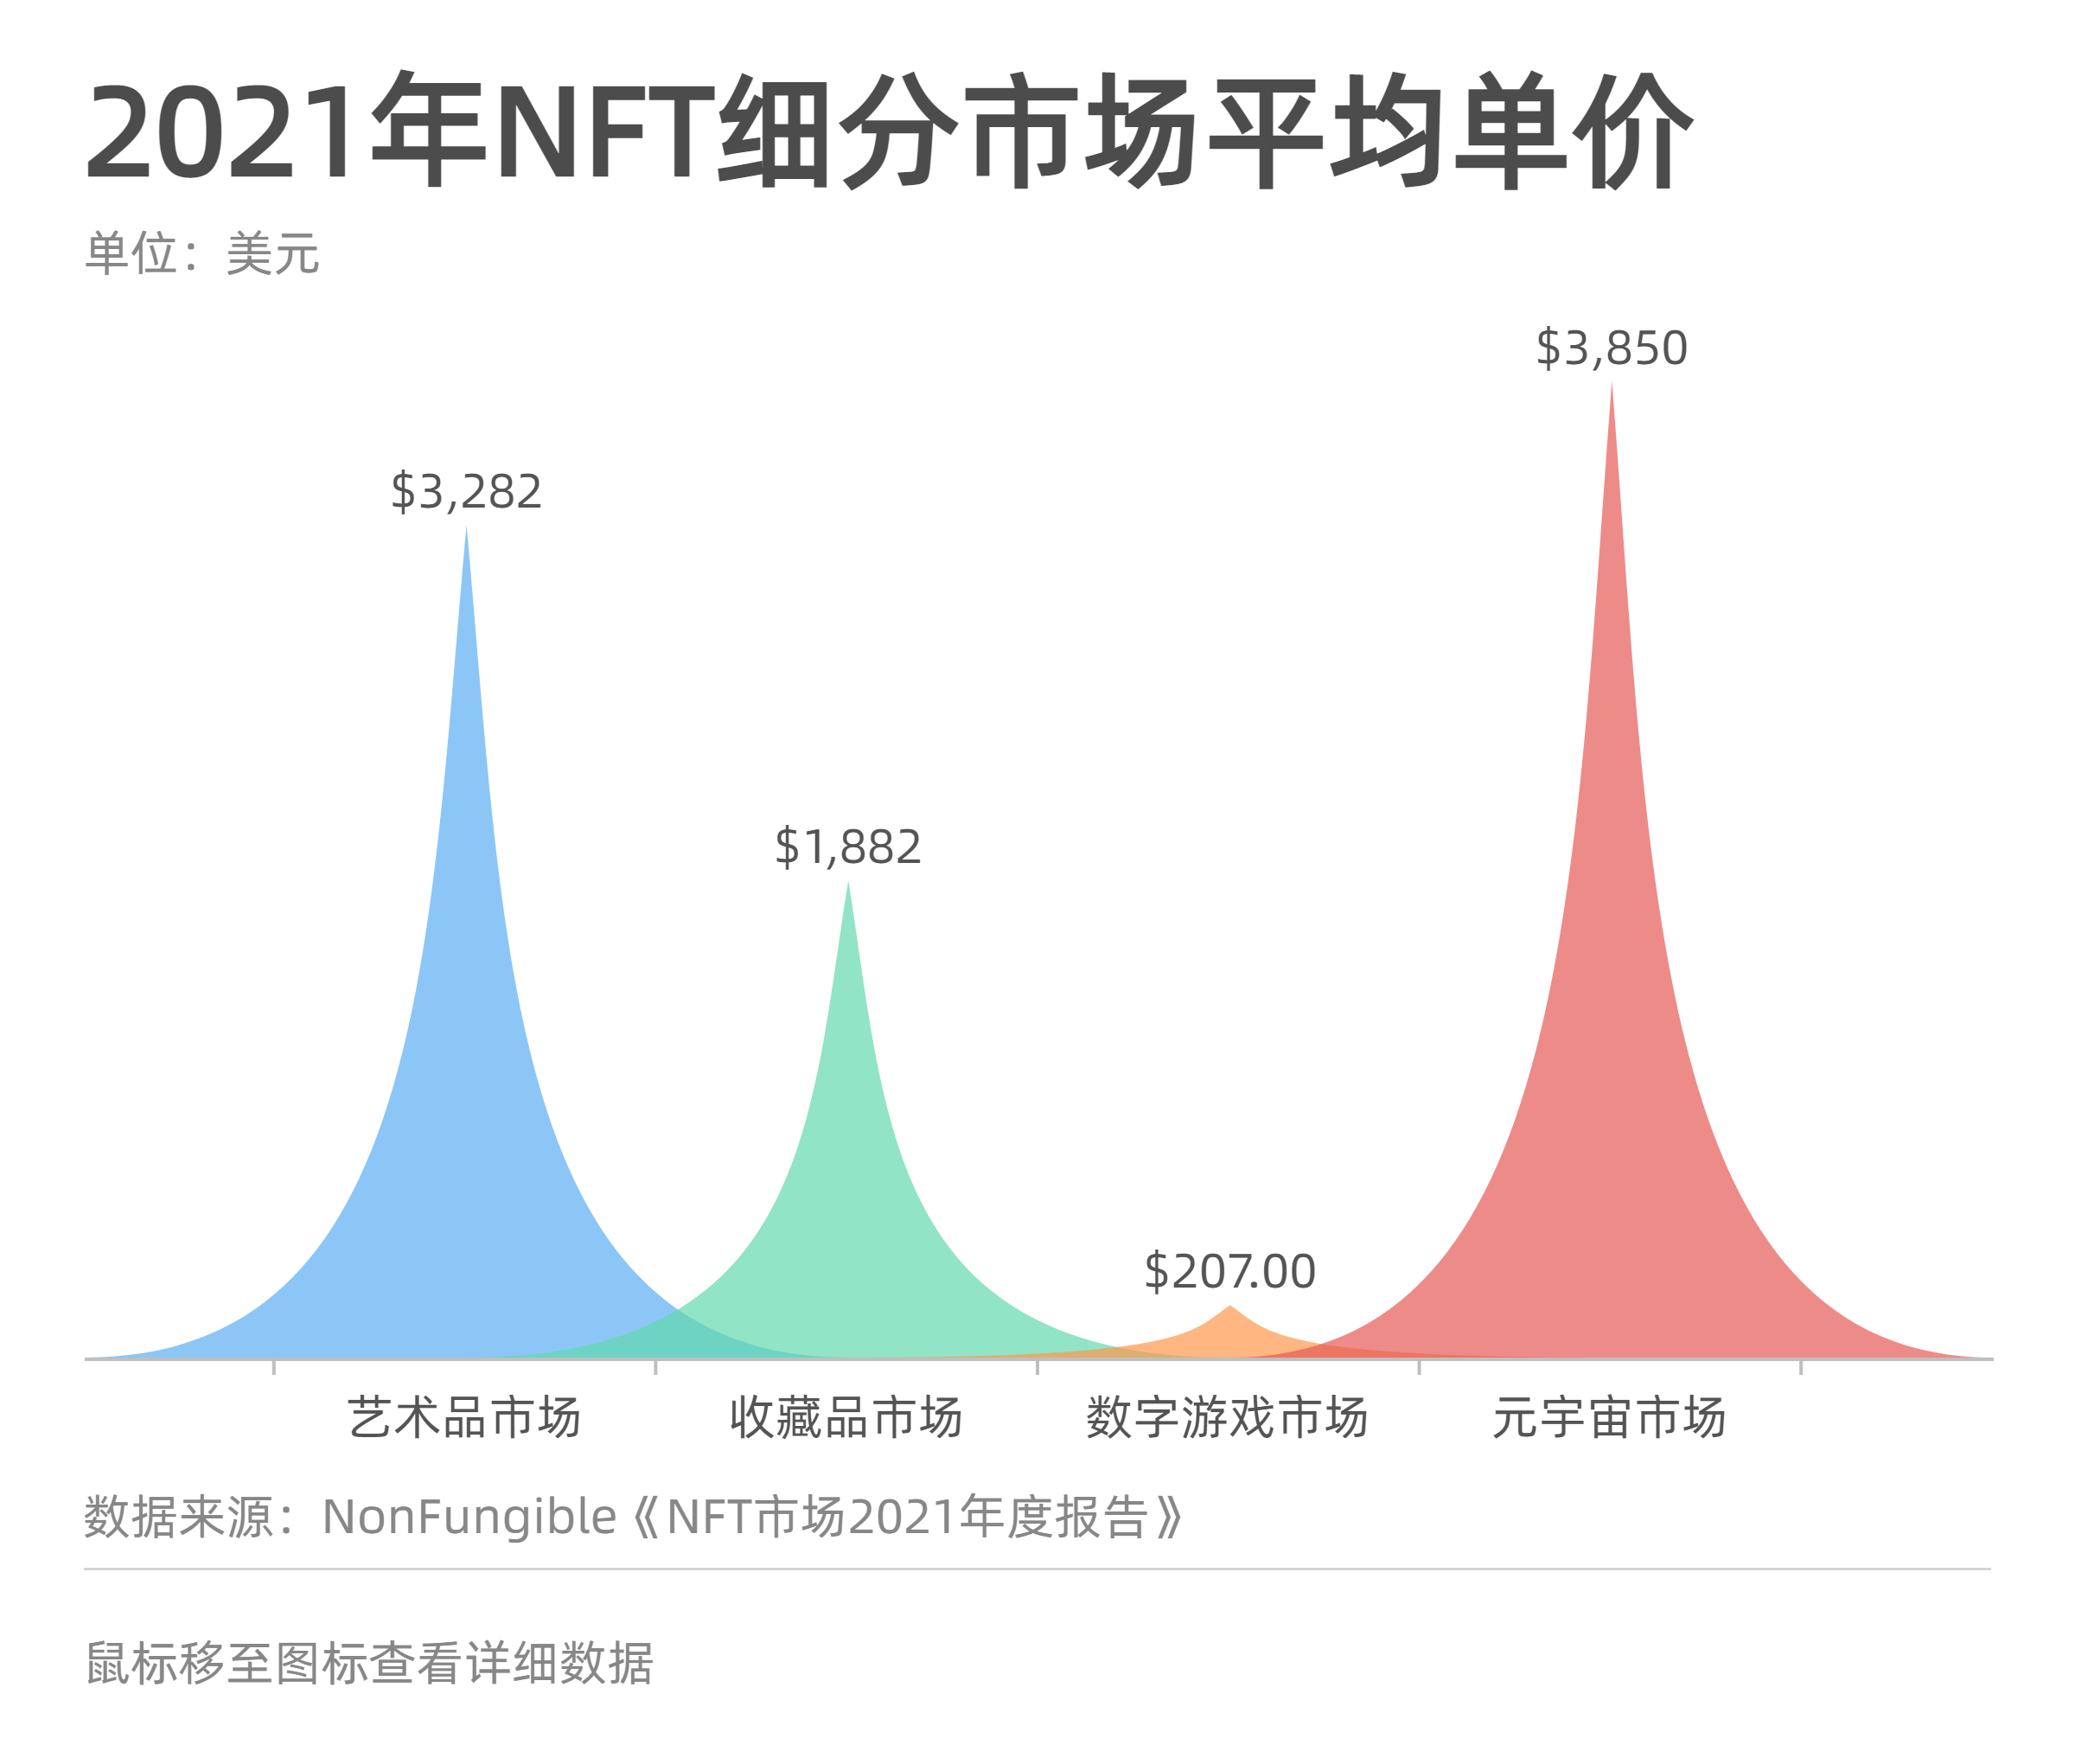 2021年NFT细分市场平均单价
单位：美元
$3,850
$3,282
$1,882
$207.00
艺术品市场 收藏品市场 数字游戏市场 元宇宙市场
数据来源：NonFungible《NFT市场2021年度报告》
鼠标移至图标查看详细数据